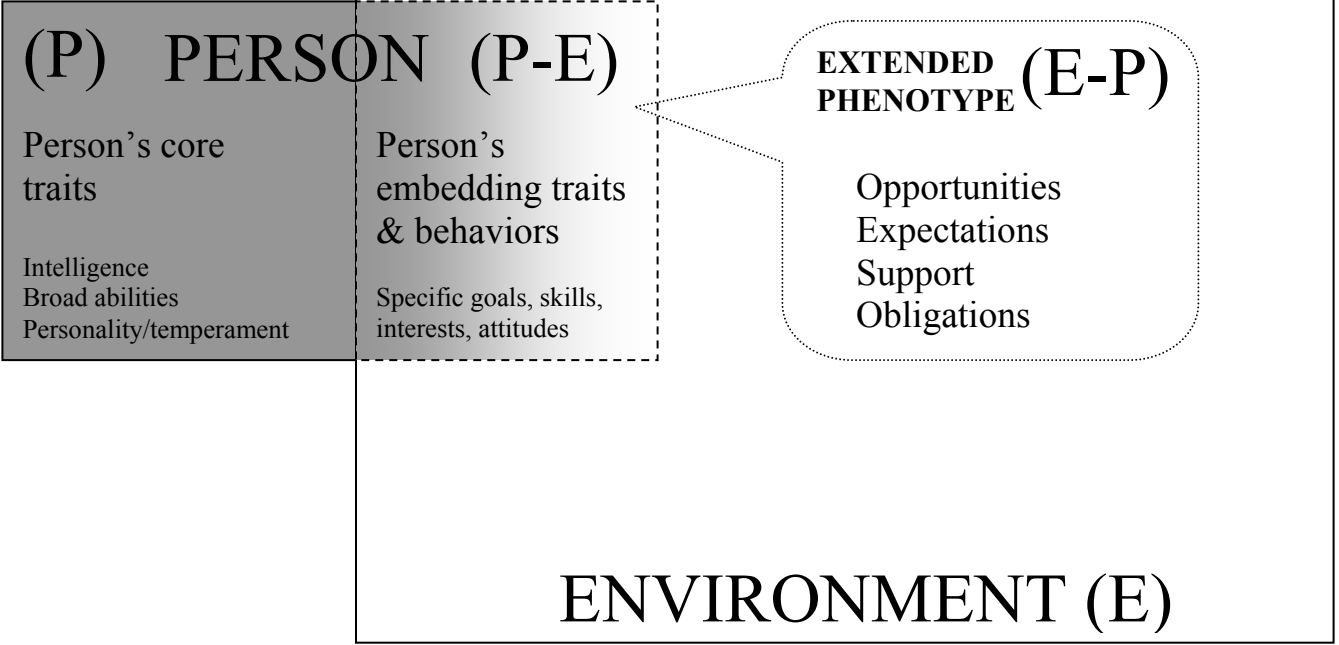 (P) PERSON (P-E)
Person’s core
traits
Intelligence
Broad abilities
Personality/temperament
Person’s
embedding traits
& behaviors
Specific goals, skills,
interests, attitudes
EXTENDED
PHENOTYPE (E-P)
Opportunities
Expectations
Support
Obligations
ENVIRONMENT (E)